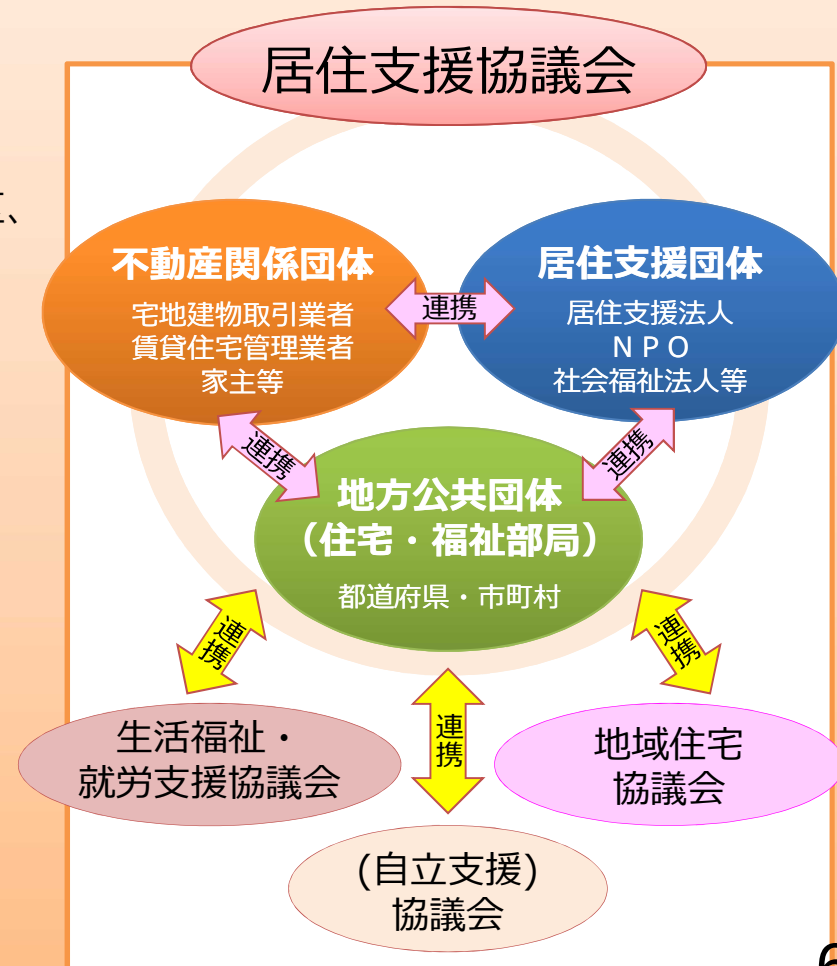 居住支援協議会
不動産関係団体
宅地建物取引業者
賃貸住宅管理業者
家主等
連携
居住支援団体
居住支援法人
ＮＰＯ
社会福祉法人等
連携
連携
地方公共団体
（住宅・福祉部局）
都道府県・市町村
連携
連携
連携
生活福祉・
就労支援協議会
地域住宅
協議会
(自立支援)
協議会